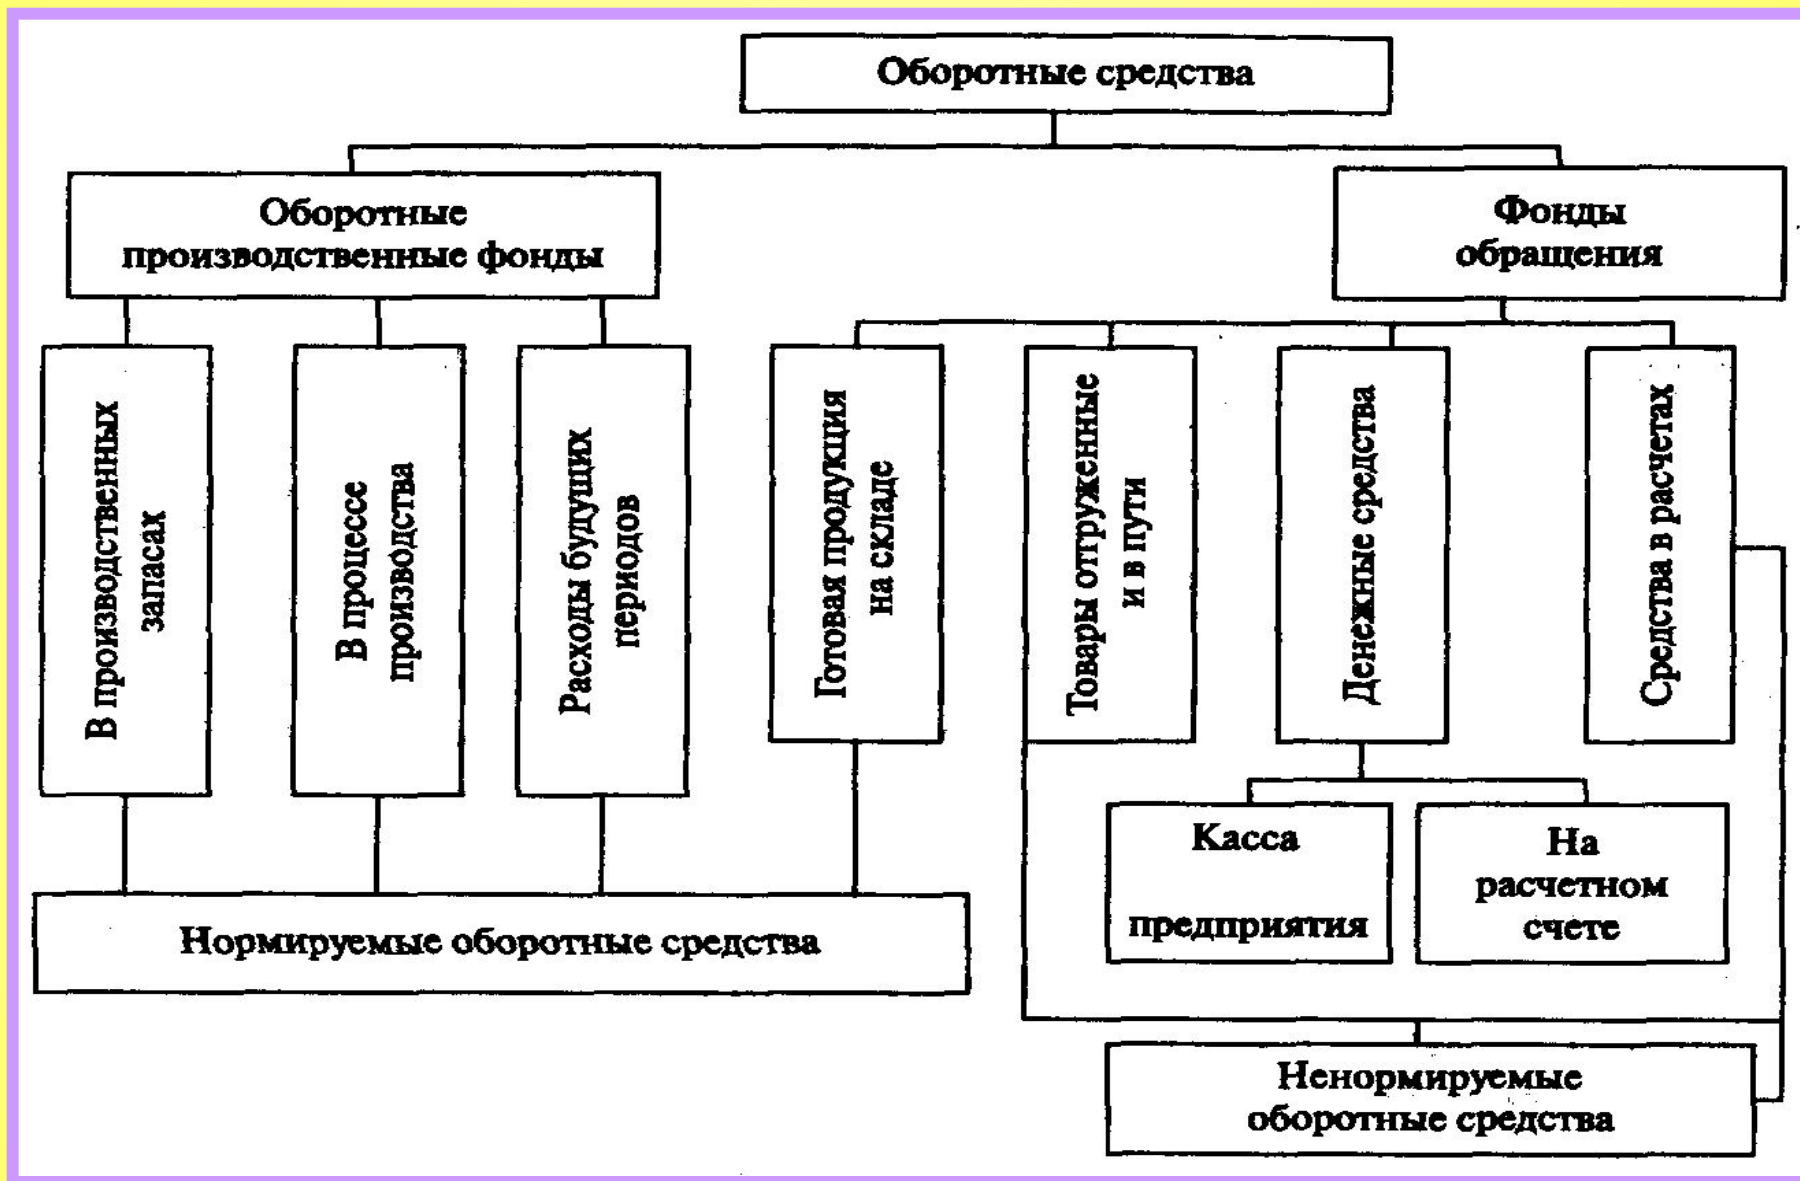 Оборотные средства
Оборотные
производственные фонды
Фонды
обращения
В производственных
запасах
В процессе
производства
Расходы будущих
периодов
Готовая продукция
на складе
Товары отгруженные
и в пути
Денежные средства
Средства в расчетах
Касса
предприятия
На
расчетном
счете
Нормируемые оборотные средства
Ненормируемые
оборотные средства